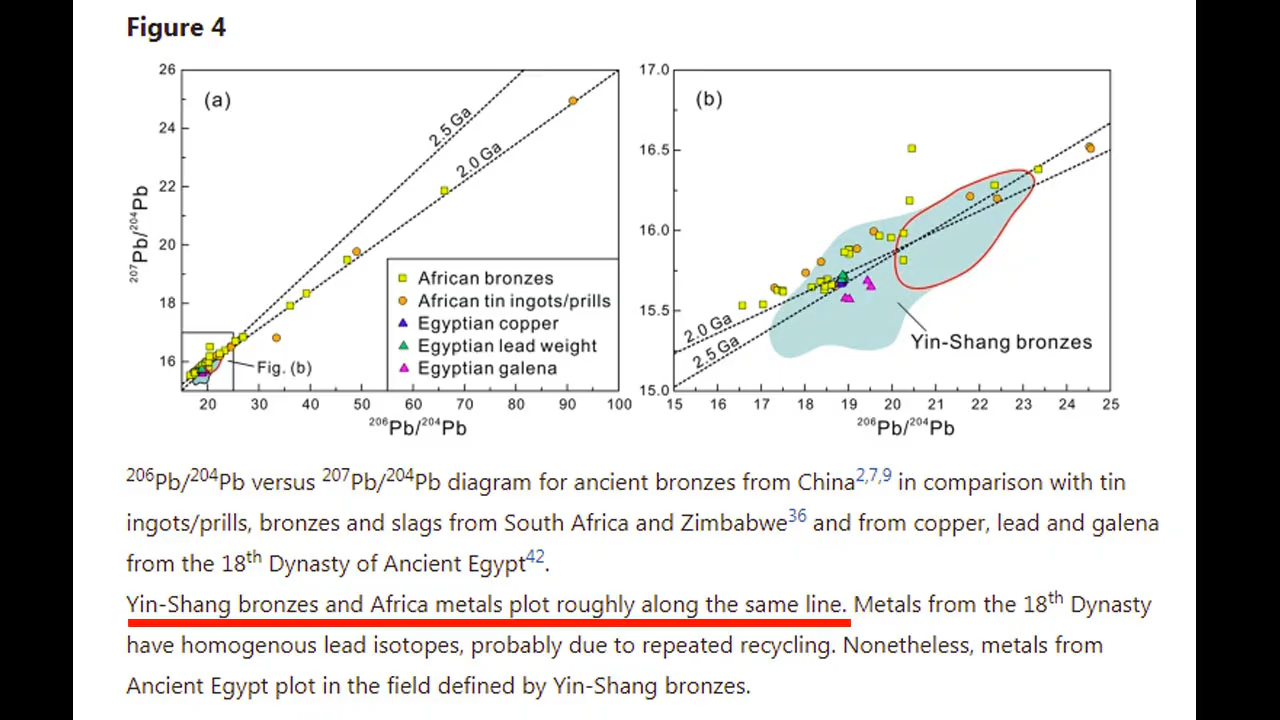 Figure 4
(a)
2.5 Ga
2.0 Ga
26
24
22
20
18
16
207Pb/204Pb
African bronzes
African tin ingots/prills
Egyptian copper
Egyptian lead weight
Egyptian galena
Fig. (b)
20 30 40 50 60 70 80 90 100
206Pb/204Pb
(b)
17.0
16.5
16.0
15.5
15.0
2.0 Ga
2.5 Ga
Yin-Shang bronzes
15 16 17 18 19 20 21 22 23 24 25
206Pb/204Pb
206Pb/204Pb versus 207Pb/204Pb diagram for ancient bronzes from China2,7,9 in comparison with tin
ingots/prills, bronzes and slags from South Africa and Zimbabwe36 and from copper, lead and galena
from the 18th Dynasty of Ancient Egypt42.
Yin-Shang bronzes and Africa metals plot roughly along the same line. Metals from the 18th Dynasty
have homogenous lead isotopes, probably due to repeated recycling. Nonetheless, metals from
Ancient Egypt plot in the field defined by Yin-Shang bronzes.